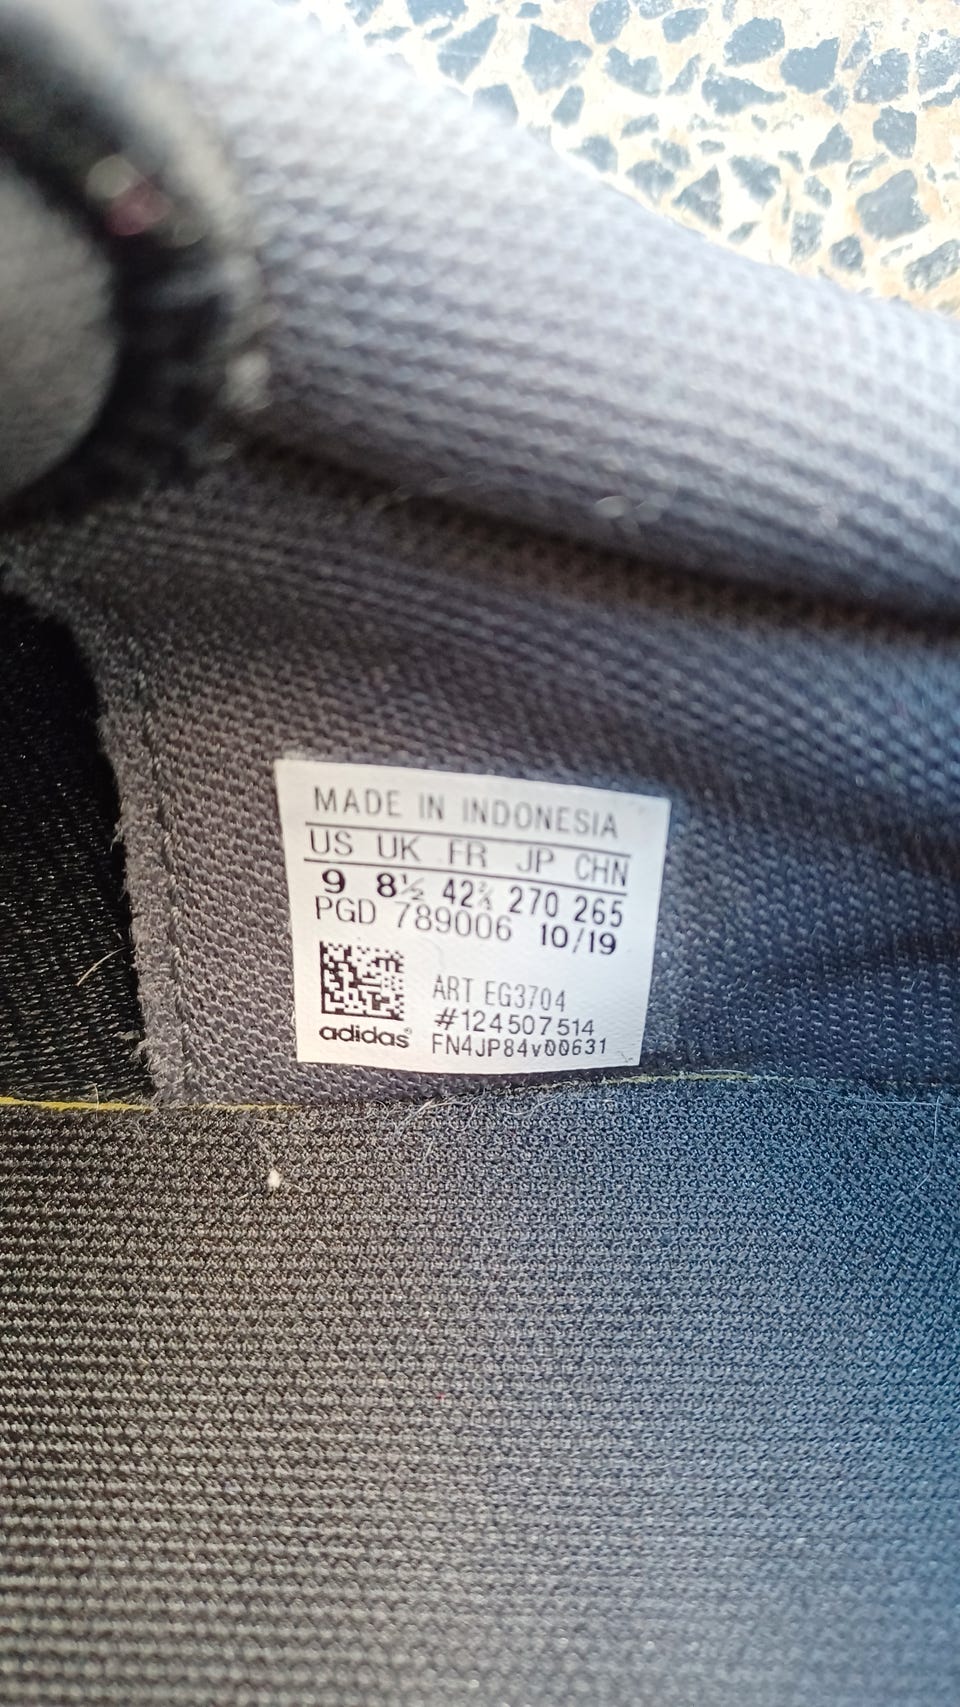 MADE IN INDONESIA
US UK FR JP CHN
9 8½ 42⅔ 270 265
PGD 789006 10/19
ART EG3704
#124507514
FN4JP84v00631
adidas